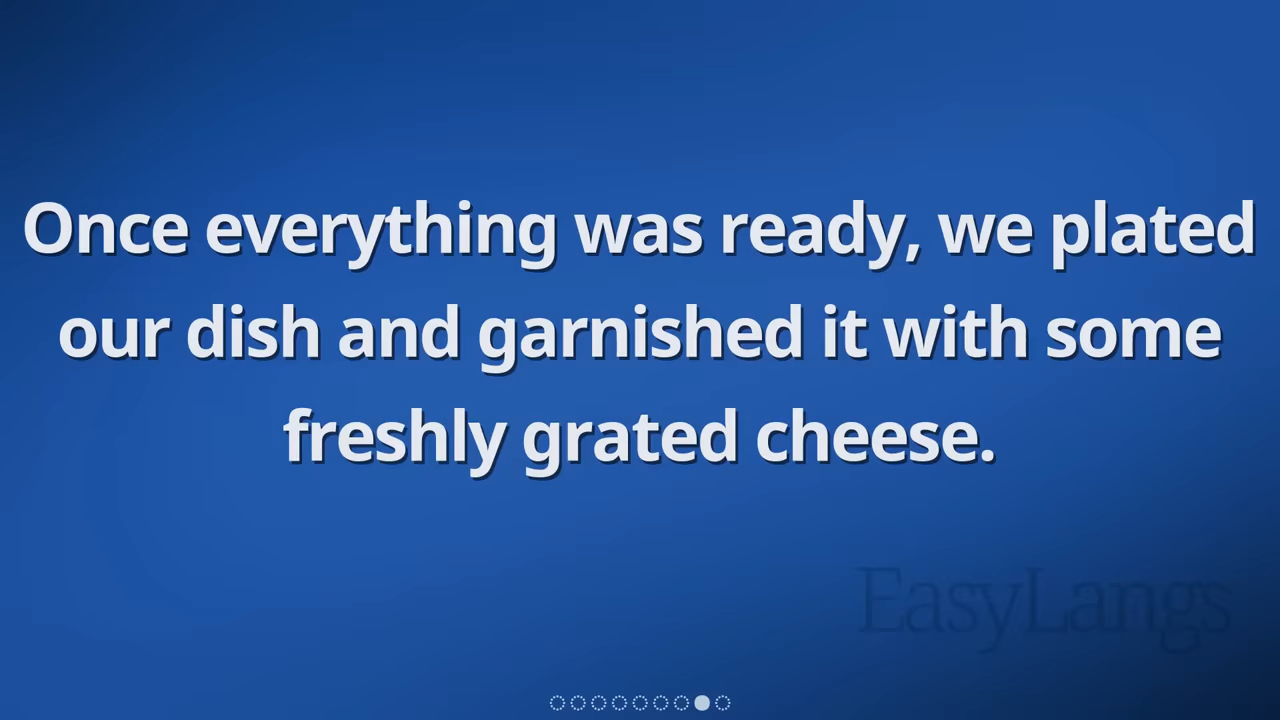 Once everything was ready, we plated
our dish and garnished it with some
freshly grated cheese.
EasyLangs